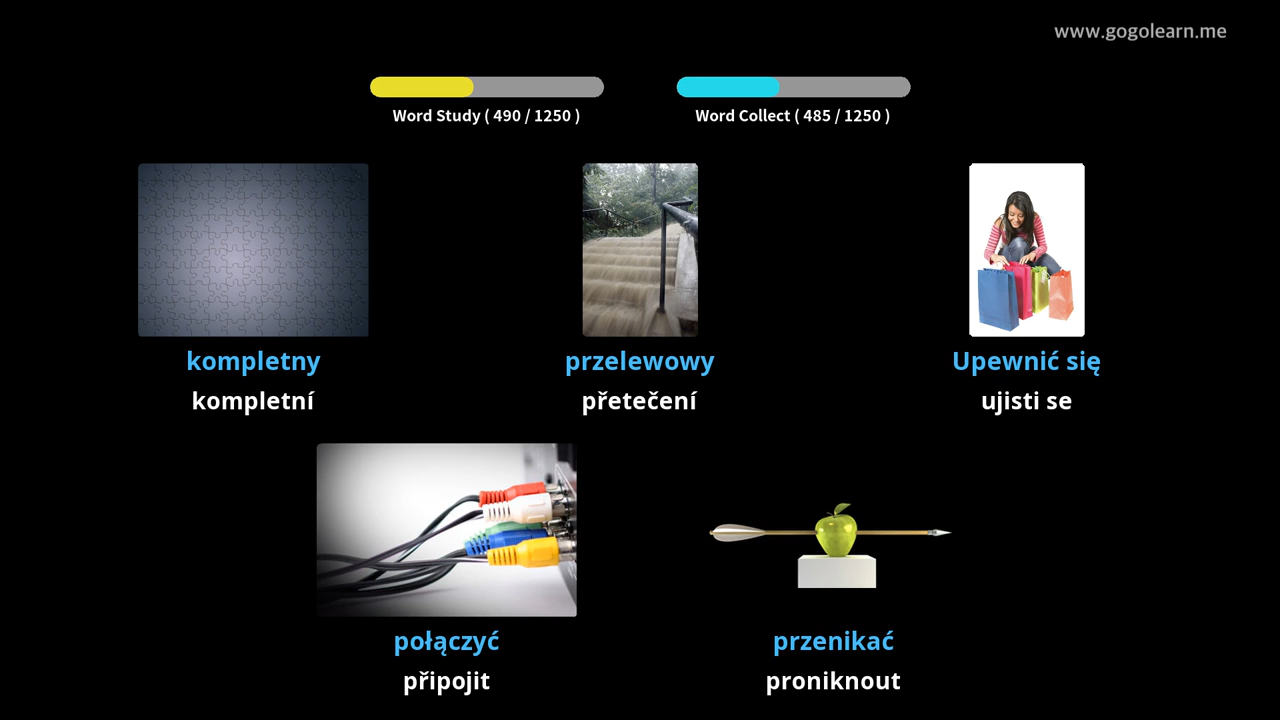 www.gogolearn.me
Word Study ( 490 / 1250 )
Word Collect ( 485 / 1250 )
kompletny
kompletní
przelewowy
přetečení
Upewnić się
ujisti se
połączyć
připojit
przenikać
proniknout